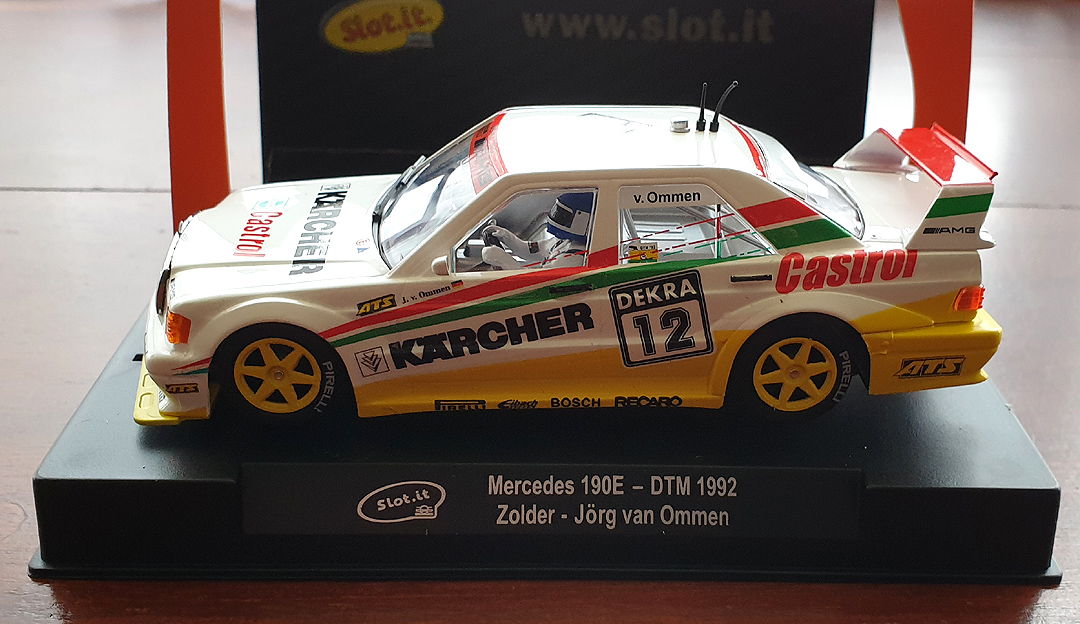 Slot.it
www.slot.it
v. Ommen
KÄRCHER
Castrol
AMG
Castrol
ATS
J. v. Ommen
DEKRA
12
KÄRCHER
PIRELLI
PIRELLI
ATS
ATS
PIRELLI
BOSCH
RECARO
Slot.it
Mercedes 190E – DTM 1992
Zolder - Jörg van Ommen